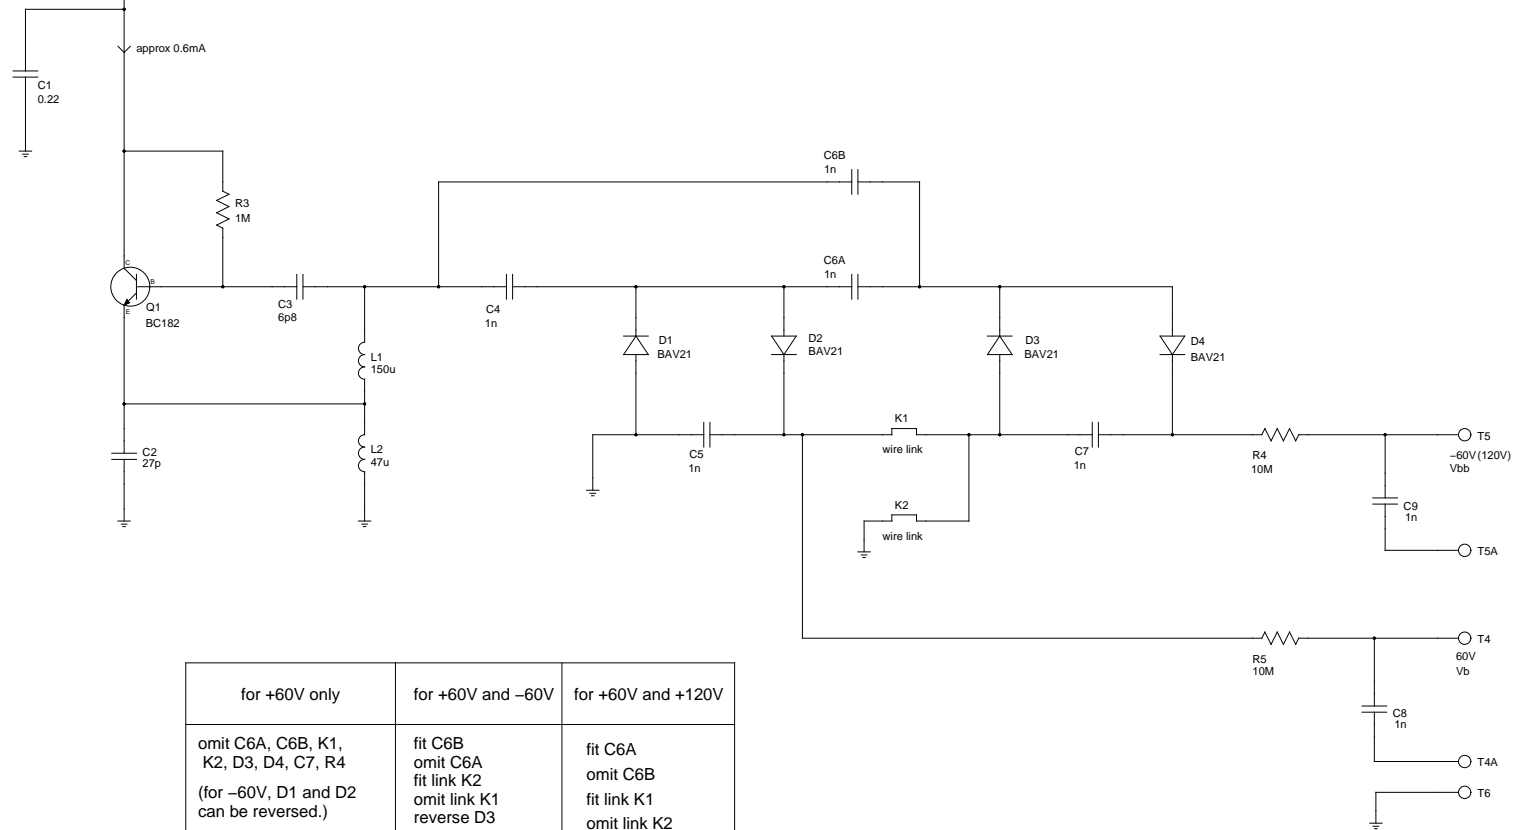 approx 0.6mA
C1
0.22
C6B
1n
R3
1M
C
B
E
Q1
BC182
C3
6p8
C4
1n
C6A
1n
L1
150u
D1
BAV21
D2
BAV21
D3
BAV21
D4
BAV21
C2
27p
L2
47u
C5
1n
K1
wire link
C7
1n
R4
10M
T5
−60V(120V)
Vbb
K2
wire link
C9
1n
T5A
R5
10M
T4
60V
Vb
C8
1n
T4A
T6
for +60V only
omit C6A, C6B, K1,
K2, D3, D4, C7, R4
(for −60V, D1 and D2
can be reversed.)
for +60V and −60V
fit C6B
omit C6A
fit link K2
omit link K1
reverse D3
for +60V and +120V
fit C6A
omit C6B
fit link K1
omit link K2